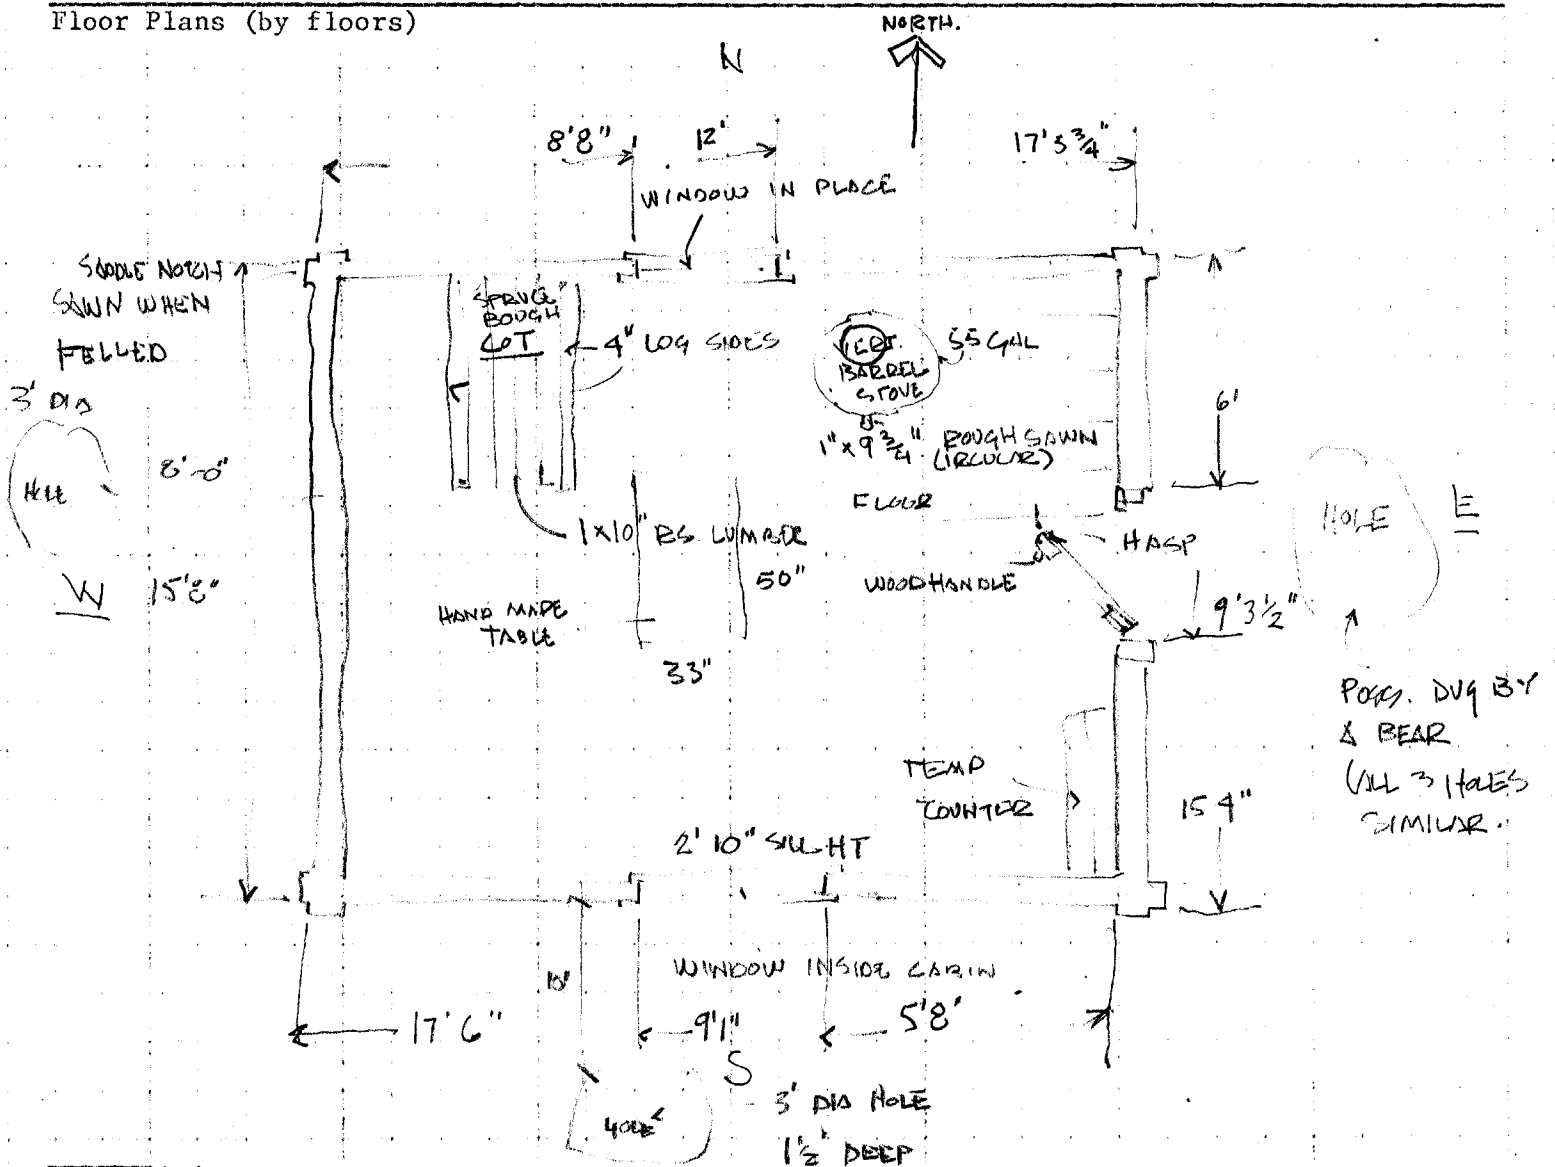 Floor Plans (by floors)
NORTH.
N
8'8"
12'
17'5 3/4"
WINDOW IN PLACE
SADDLE NOTCH
SAWN WHEN
FELLED
SPRUCE
BOUGH
COT
4" LOG SIDES
VERT.
BARREL
STOVE
55 GAL
3' DIA
HOLE
8'-0"
6'
1" x 9 3/4" ROUGH SAWN
(CIRCULAR)
FLOOR
HOLE
E
1x10" RS. LUMBER
HASP
W
15'8"
50"
WOOD HANDLE
HAND MADE
TABLE
9'3 1/2"
33"
POSS. DUG BY
A BEAR
(ALL 3 HOLES
SIMILAR.
TEMP
COUNTER
15 4"
2' 10" SILL HT
10'
WINDOW INSIDE CABIN
17'6"
9'1"
5'8'
S
HOLE
3' DIA HOLE
1 1/2' DEEP